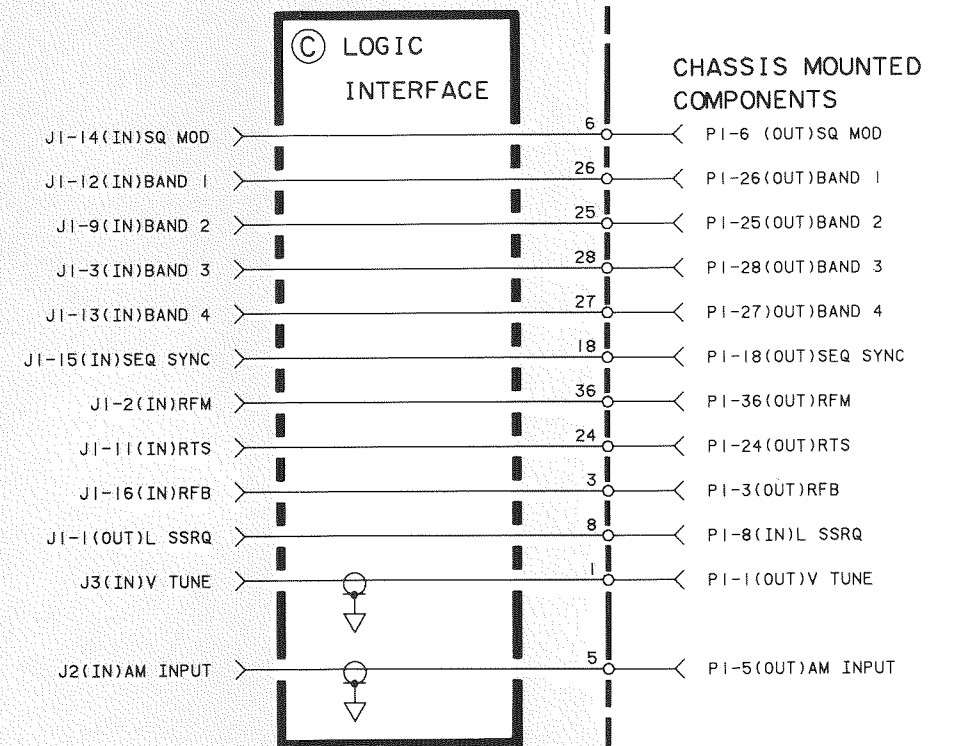 Ⓒ LOGIC
INTERFACE
CHASSIS MOUNTED
COMPONENTS
J1-14(IN)SQ MOD 6 P1-6 (OUT)SQ MOD
J1-12(IN)BAND 1 26 P1-26(OUT)BAND 1
J1-9(IN)BAND 2 25 P1-25(OUT)BAND 2
J1-3(IN)BAND 3 28 P1-28(OUT)BAND 3
J1-13(IN)BAND 4 27 P1-27)OUT)BAND 4
J1-15(IN)SEQ SYNC 18 P1-18(OUT)SEQ SYNC
J1-2(IN)RFM 36 P1-36(OUT)RFM
J1-11(IN)RTS 24 P1-24(OUT)RTS
J1-16(IN)RFB 3 P1-3(OUT)RFB
J1-1(OUT)L SSRQ 8 P1-8(IN)L SSRQ
J3(IN)V TUNE 1 P1-1(OUT)V TUNE
J2(IN)AM INPUT 5 P1-5(OUT)AM INPUT